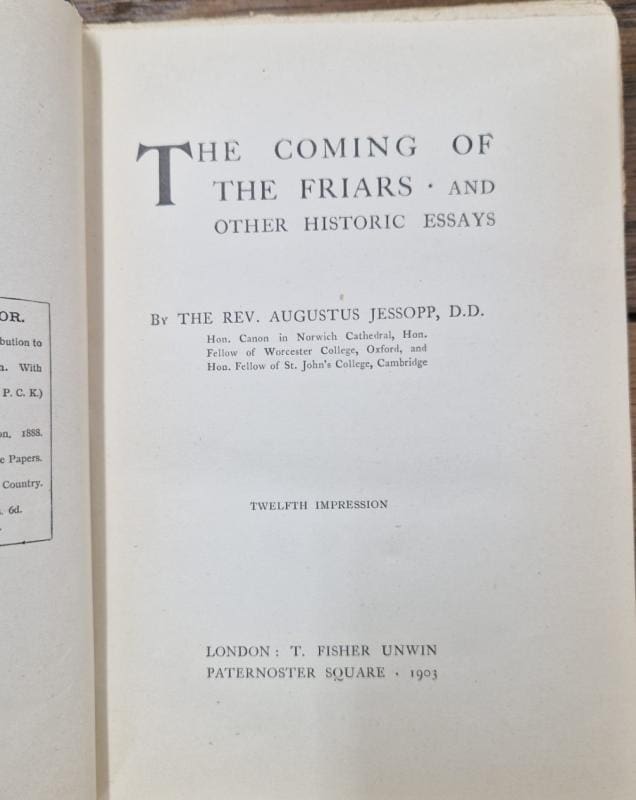 OR.
bution to
n. With
P. C. K.)
on, 1888.
e Papers.
Country.
. 6d.
THE COMING OF
THE FRIARS · AND
OTHER HISTORIC ESSAYS
BY THE REV. AUGUSTUS JESSOPP, D.D.
Hon. Canon in Norwich Cathedral, Hon.
Fellow of Worcester College, Oxford, and
Hon. Fellow of St. John's College, Cambridge
TWELFTH IMPRESSION
LONDON: T. FISHER UNWIN
PATERNOSTER SQUARE · 1903